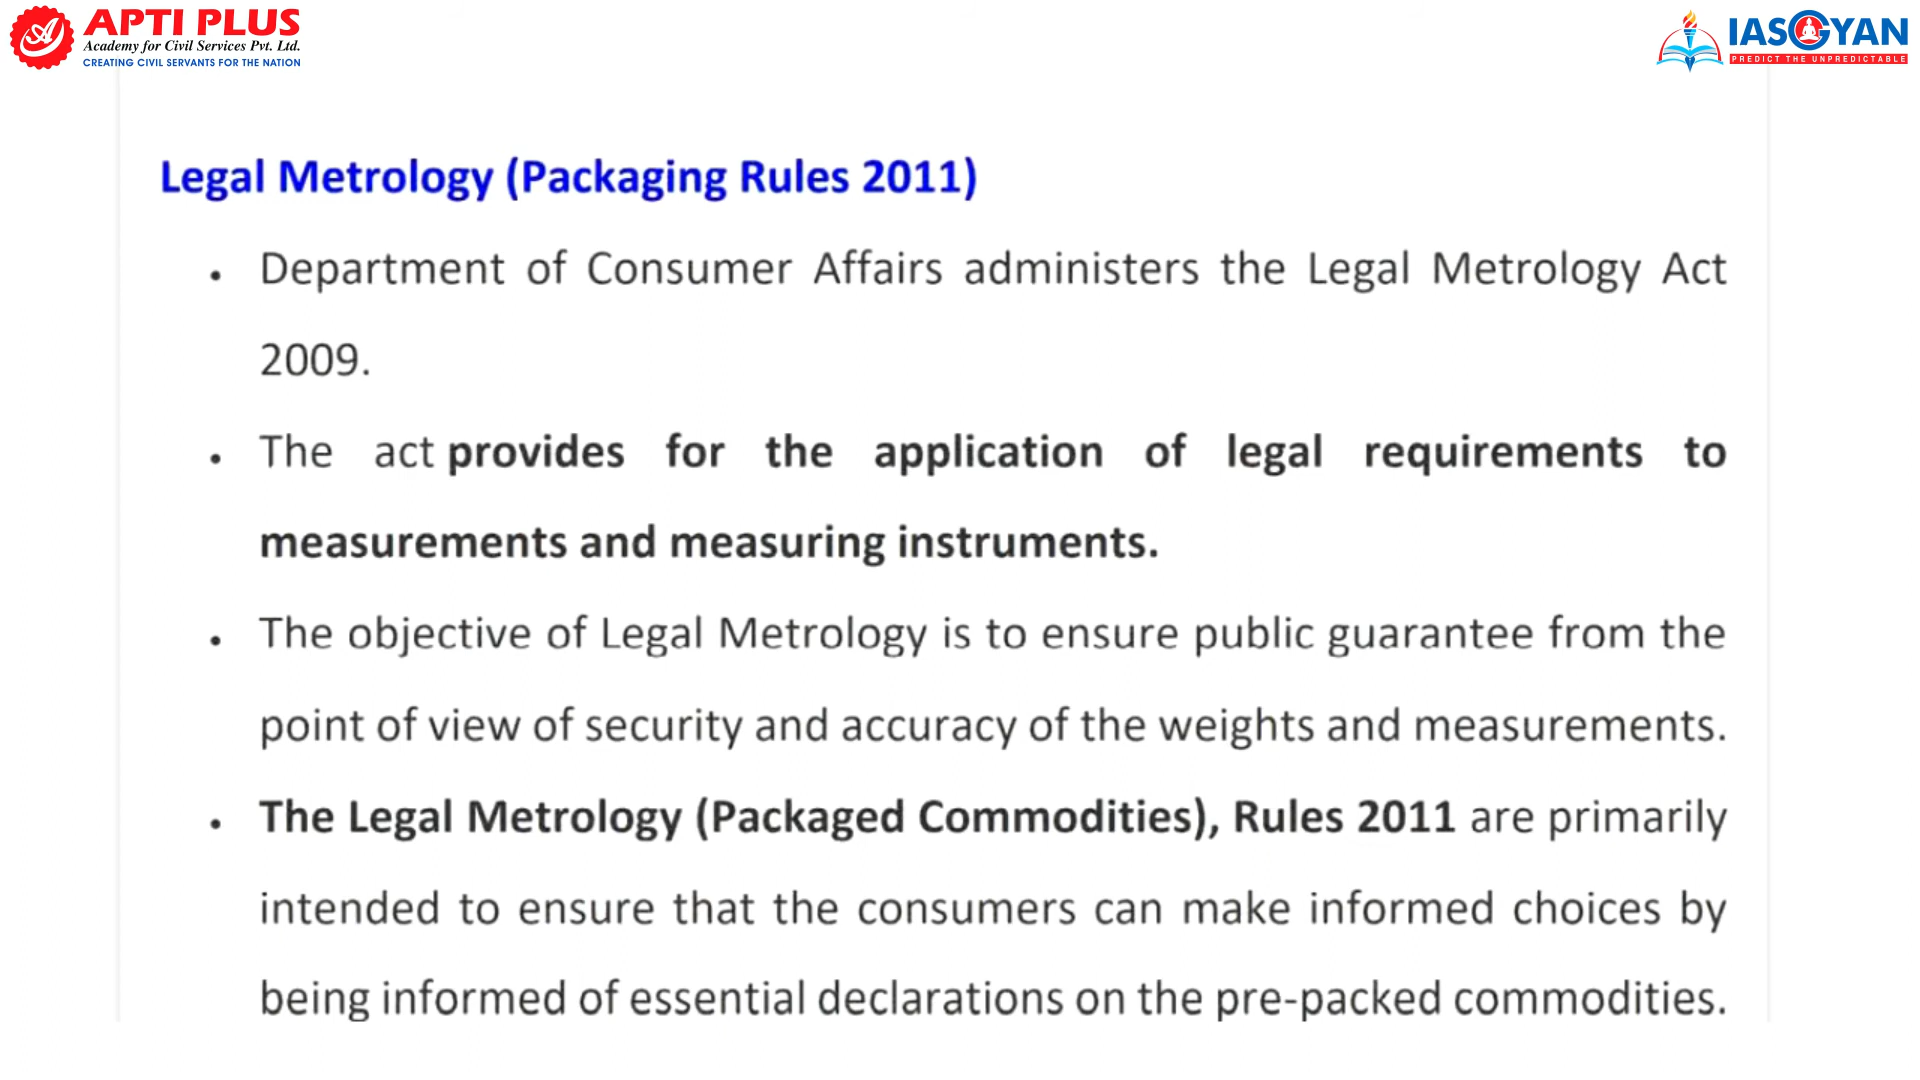 APTI PLUS
Academy for Civil Services Pvt. Ltd.
CREATING CIVIL SERVANTS FOR THE NATION
IASGYAN
PREDICT THE UNPREDICTABLE
Legal Metrology (Packaging Rules 2011)
• Department of Consumer Affairs administers the Legal Metrology Act
2009.
• The act provides for the application of legal requirements to
measurements and measuring instruments.
• The objective of Legal Metrology is to ensure public guarantee from the
point of view of security and accuracy of the weights and measurements.
• The Legal Metrology (Packaged Commodities), Rules 2011 are primarily
intended to ensure that the consumers can make informed choices by
being informed of essential declarations on the pre-packed commodities.